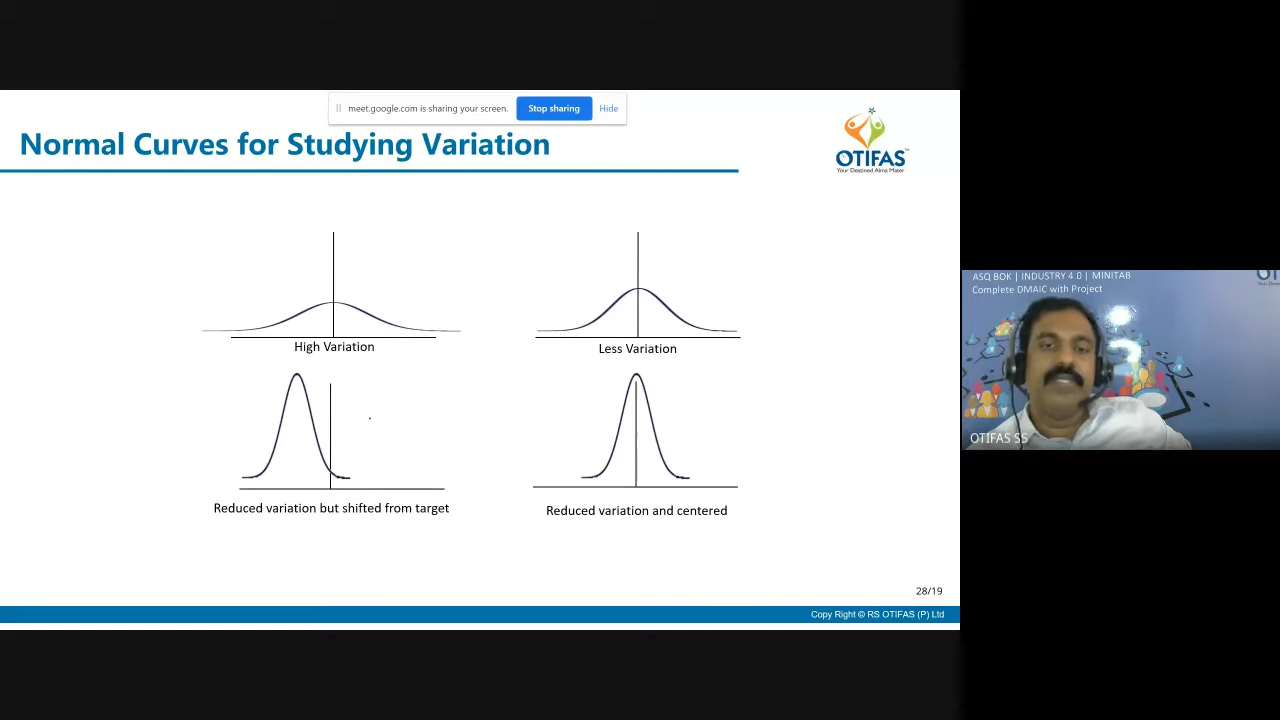 meet.google.com is sharing your screen. Stop sharing Hide
Normal Curves for Studying Variation
OTIFAS
Your Destined Alma Mater
High Variation
Less Variation
Reduced variation but shifted from target
Reduced variation and centered
28/19
Copy Right © RS OTIFAS (P) Ltd
ASQ BOK | INDUSTRY 4.0 | MINITAB
Complete DMAIC with Project
OTIFAS SS